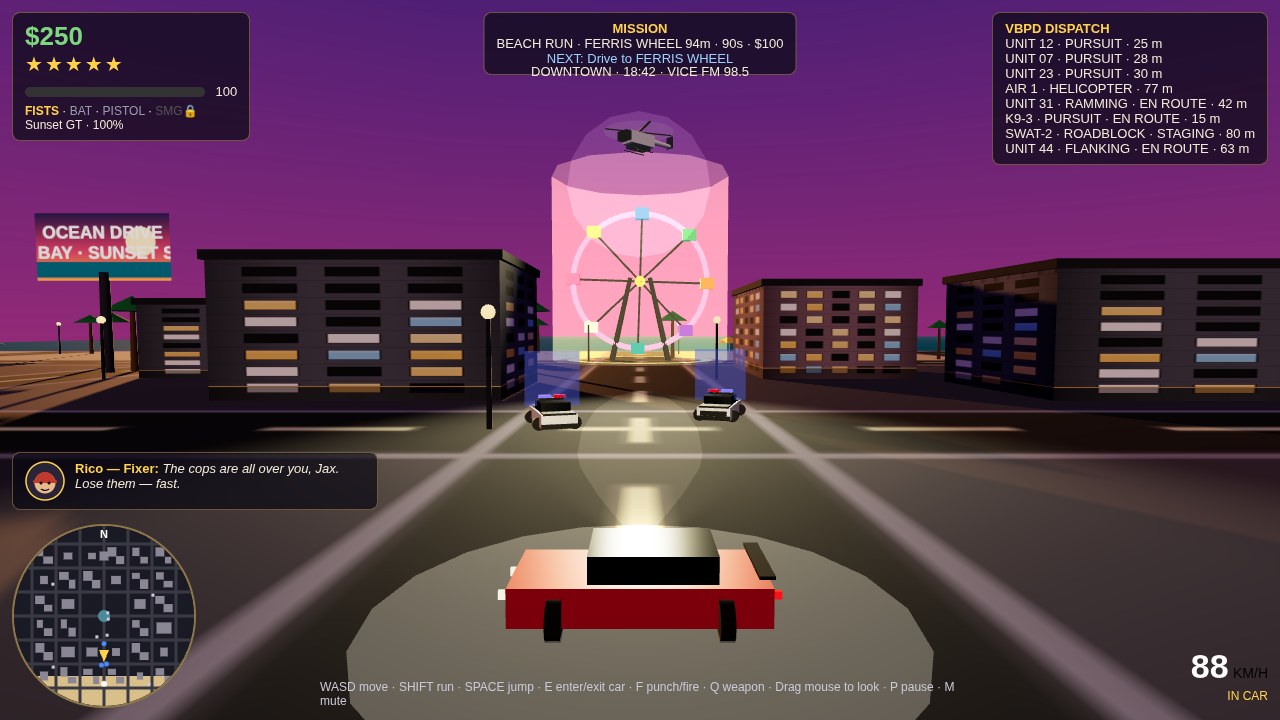 $250
★★★★★
100
FISTS · BAT · PISTOL · SMG🔒
Sunset GT · 100%
MISSION
BEACH RUN · FERRIS WHEEL 94m · 90s · $100
NEXT: Drive to FERRIS WHEEL
DOWNTOWN · 18:42 · VICE FM 98.5
VBPD DISPATCH
UNIT 12 · PURSUIT · 25 m
UNIT 07 · PURSUIT · 28 m
UNIT 23 · PURSUIT · 30 m
AIR 1 · HELICOPTER · 77 m
UNIT 31 · RAMMING · EN ROUTE · 42 m
K9-3 · PURSUIT · EN ROUTE · 15 m
SWAT-2 · ROADBLOCK · STAGING · 80 m
UNIT 44 · FLANKING · EN ROUTE · 63 m
OCEAN DRIVE
BAY · SUNSET S
Rico — Fixer: The cops are all over you, Jax.
Lose them — fast.
N
WASD move · SHIFT run · SPACE jump · E enter/exit car · F punch/fire · Q weapon · Drag mouse to look · P pause · M
mute
88 KM/H
IN CAR